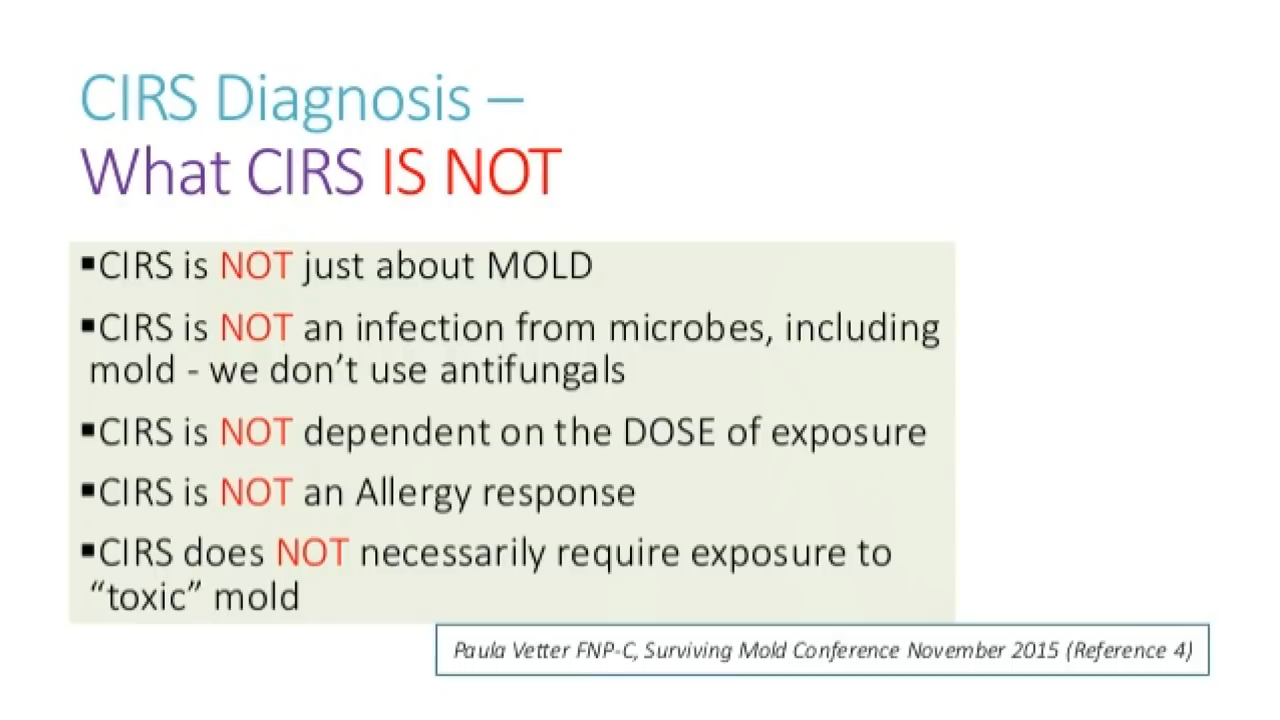 CIRS Diagnosis –
What CIRS IS NOT
▪CIRS is NOT just about MOLD
▪CIRS is NOT an infection from microbes, including
mold - we don’t use antifungals
▪CIRS is NOT dependent on the DOSE of exposure
▪CIRS is NOT an Allergy response
▪CIRS does NOT necessarily require exposure to
“toxic” mold
Paula Vetter FNP-C, Surviving Mold Conference November 2015 (Reference 4)